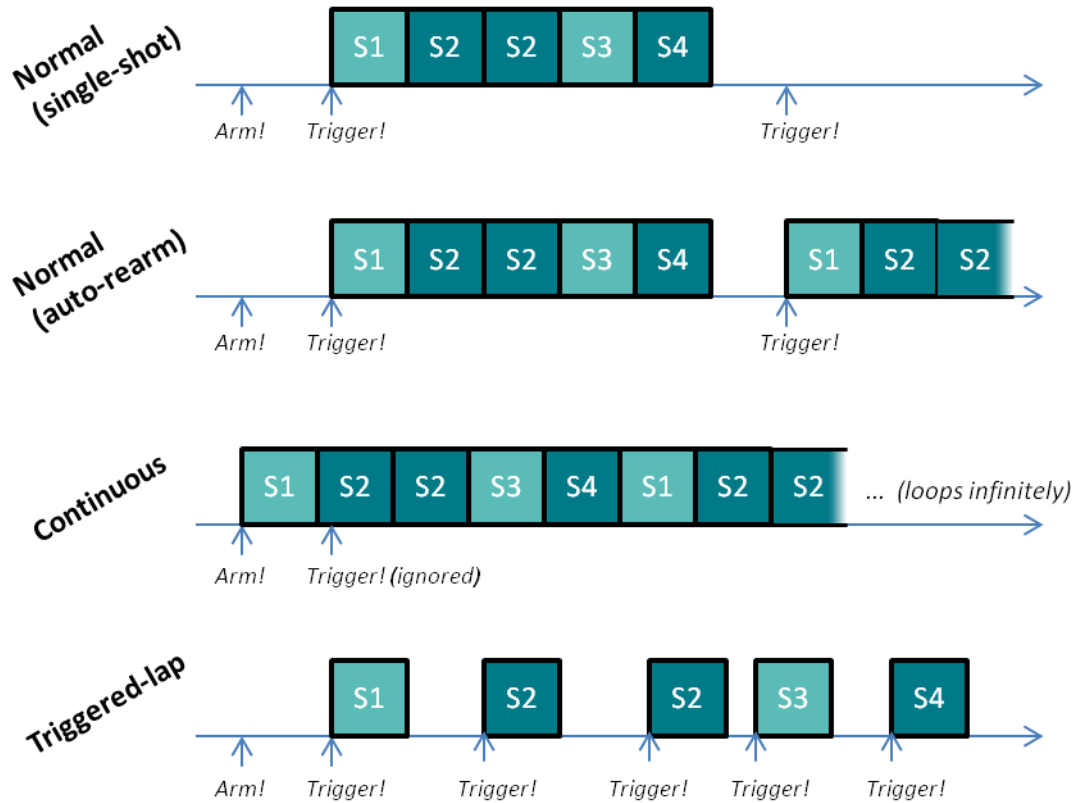 Normal
(single-shot)
S1 S2 S2 S3 S4
Arm! Trigger! Trigger!
Normal
(auto-rearm)
S1 S2 S2 S3 S4 S1 S2 S2
Arm! Trigger! Trigger!
Continuous
S1 S2 S2 S3 S4 S1 S2 S2 ... (loops infinitely)
Arm! Trigger! (ignored)
Triggered-lap
S1 S2 S2 S3 S4
Arm! Trigger! Trigger! Trigger! Trigger! Trigger!